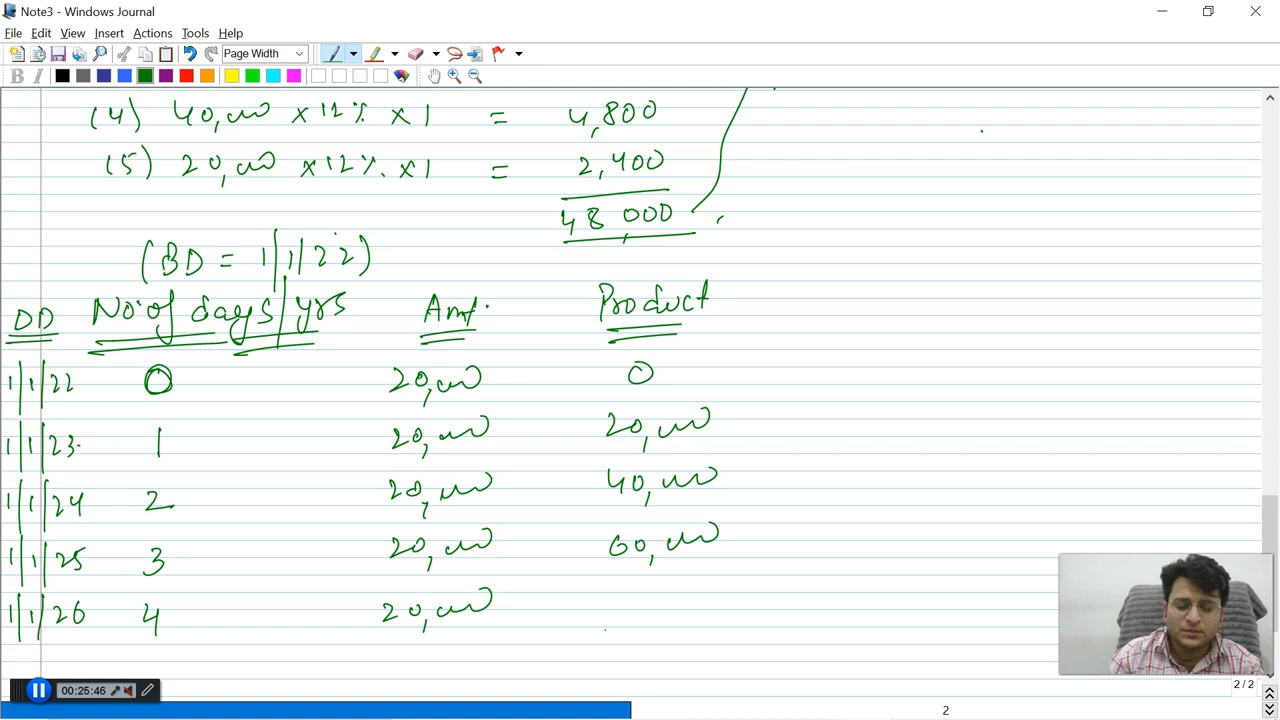 Note3 - Windows Journal
File Edit View Insert Actions Tools Help
Page Width
B I
(4) 40,000 x 12% x 1 = 4,800
(5) 20,000 x 12%. x 1 = 2,400
48,000
(BD = 1/1/22)
DD No. of days/yrs Amt. Product
1/1/22 0 20,000 0
1/1/23 1 20,000 20,000
1/1/24 2 20,000 40,000
1/1/25 3 20,000 60,000
1/1/26 4 20,000
00:25:46
2 / 2
2